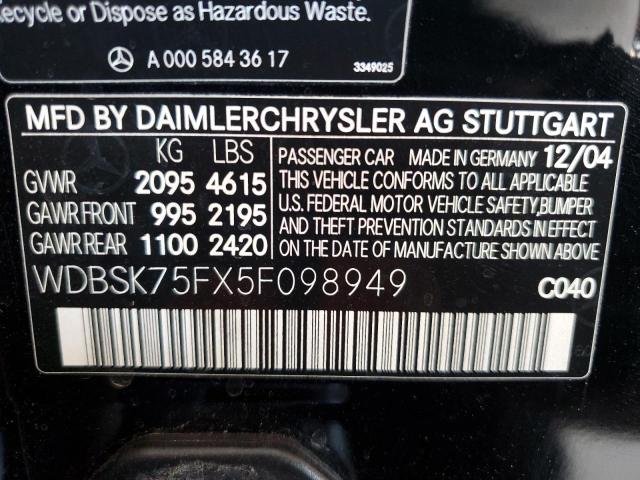 Recycle or Dispose as Hazardous Waste.
A 000 584 36 17
3349025
MFD BY DAIMLERCHRYSLER AG STUTTGART
KG LBS
GVWR 2095 4615
GAWR FRONT 995 2195
GAWR REAR 1100 2420
PASSENGER CAR MADE IN GERMANY 12/04
THIS VEHICLE CONFORMS TO ALL APPLICABLE
U.S. FEDERAL MOTOR VEHICLE SAFETY,BUMPER
AND THEFT PREVENTION STANDARDS IN EFFECT
ON THE DATE OF MANUFACTURE SHOWN ABOVE
WDBSK75FX5F098949
C040